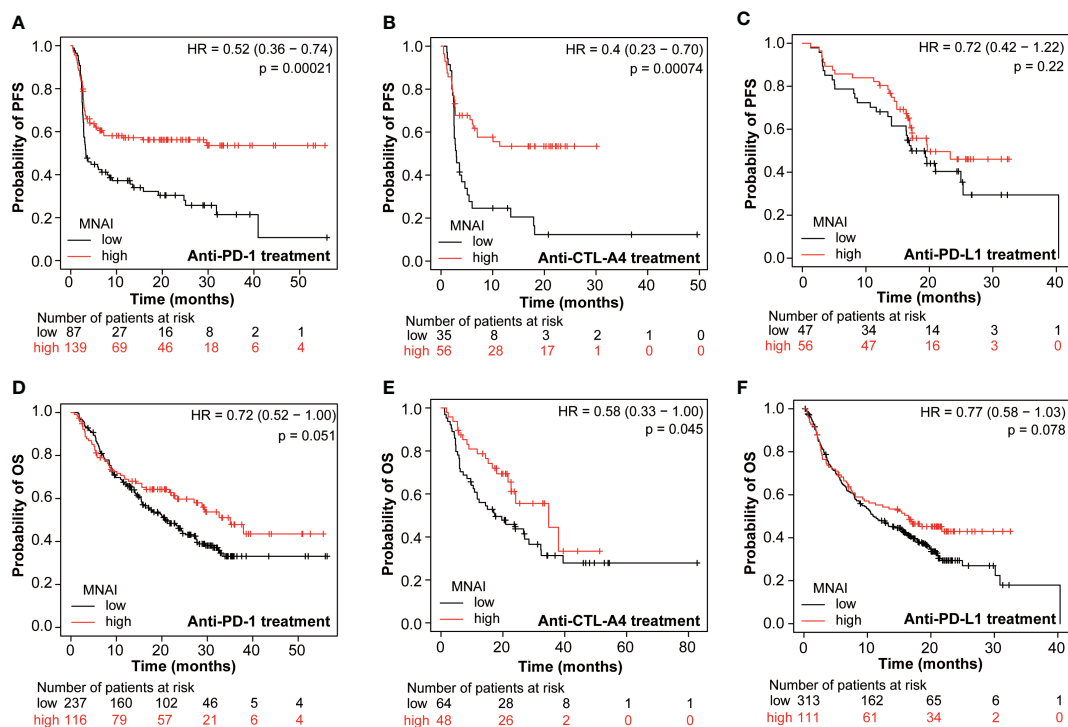 A
Probability of PFS
1.0
0.8
0.6
0.4
0.2
0.0
HR = 0.52 (0.36 − 0.74)
p = 0.00021
MNAI
low
high
Anti-PD-1 treatment
0 10 20 30 40 50
Time (months)
Number of patients at risk
low 87 27 16 8 2 1
high 139 69 46 18 6 4
B
Probability of PFS
1.0
0.8
0.6
0.4
0.2
0.0
HR = 0.4 (0.23 − 0.70)
p = 0.00074
MNAI
low
high
Anti-CTL-A4 treatment
0 10 20 30 40 50
Time (months)
Number of patients at risk
low 35 8 3 2 1 0
high 56 28 17 1 0 0
C
Probability of PFS
1.0
0.8
0.6
0.4
0.2
0.0
HR = 0.72 (0.42 − 1.22)
p = 0.22
MNAI
low
high
Anti-PD-L1 treatment
0 10 20 30 40
Time (months)
Number of patients at risk
low 47 34 14 3 1
high 56 47 16 3 0
D
Probability of OS
1.0
0.8
0.6
0.4
0.2
0.0
HR = 0.72 (0.52 − 1.00)
p = 0.051
MNAI
low
high
Anti-PD-1 treatment
0 10 20 30 40 50
Time (months)
Number of patients at risk
low 237 160 102 46 5 4
high 116 79 57 21 6 4
E
Probability of OS
1.0
0.8
0.6
0.4
0.2
0.0
HR = 0.58 (0.33 − 1.00)
p = 0.045
MNAI
low
high
Anti-CTL-A4 treatment
0 20 40 60 80
Time (months)
Number of patients at risk
low 64 28 8 1 1
high 48 26 2 0 0
F
Probability of OS
1.0
0.8
0.6
0.4
0.2
0.0
HR = 0.77 (0.58 − 1.03)
p = 0.078
MNAI
low
high
Anti-PD-L1 treatment
0 10 20 30 40
Time (months)
Number of patients at risk
low 313 162 65 6 1
high 111 61 34 2 0